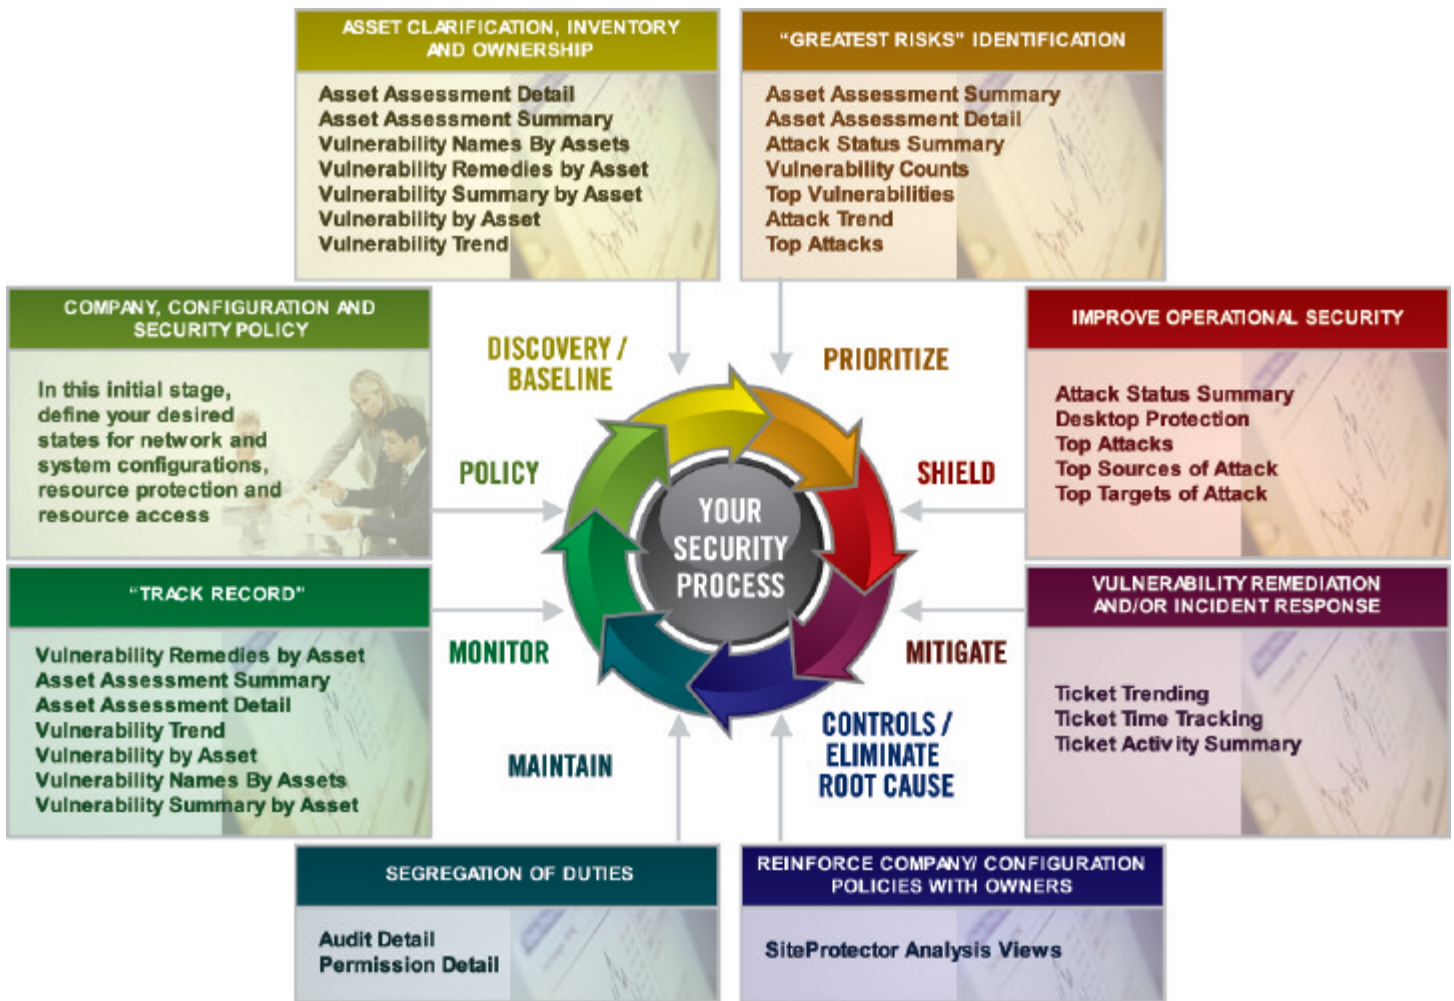 ASSET CLARIFICATION, INVENTORY
AND OWNERSHIP
Asset Assessment Detail
Asset Assessment Summary
Vulnerability Names By Assets
Vulnerability Remedies by Asset
Vulnerability Summary by Asset
Vulnerability by Asset
Vulnerability Trend
“GREATEST RISKS” IDENTIFICATION
Asset Assessment Summary
Asset Assessment Detail
Attack Status Summary
Vulnerability Counts
Top Vulnerabilities
Attack Trend
Top Attacks
COMPANY, CONFIGURATION AND
SECURITY POLICY
In this initial stage,
define your desired
states for network and
system configurations,
resource protection and
resource access
DISCOVERY /
BASELINE
PRIORITIZE
POLICY
SHIELD
YOUR
SECURITY
PROCESS
MONITOR
MITIGATE
MAINTAIN
CONTROLS /
ELIMINATE
ROOT CAUSE
IMPROVE OPERATIONAL SECURITY
Attack Status Summary
Desktop Protection
Top Attacks
Top Sources of Attack
Top Targets of Attack
“TRACK RECORD”
Vulnerability Remedies by Asset
Asset Assessment Summary
Asset Assessment Detail
Vulnerability Trend
Vulnerability by Asset
Vulnerability Names By Assets
Vulnerability Summary by Asset
VULNERABILITY REMEDIATION
AND/OR INCIDENT RESPONSE
Ticket Trending
Ticket Time Tracking
Ticket Activity Summary
SEGREGATION OF DUTIES
Audit Detail
Permission Detail
REINFORCE COMPANY/ CONFIGURATION
POLICIES WITH OWNERS
SiteProtector Analysis Views